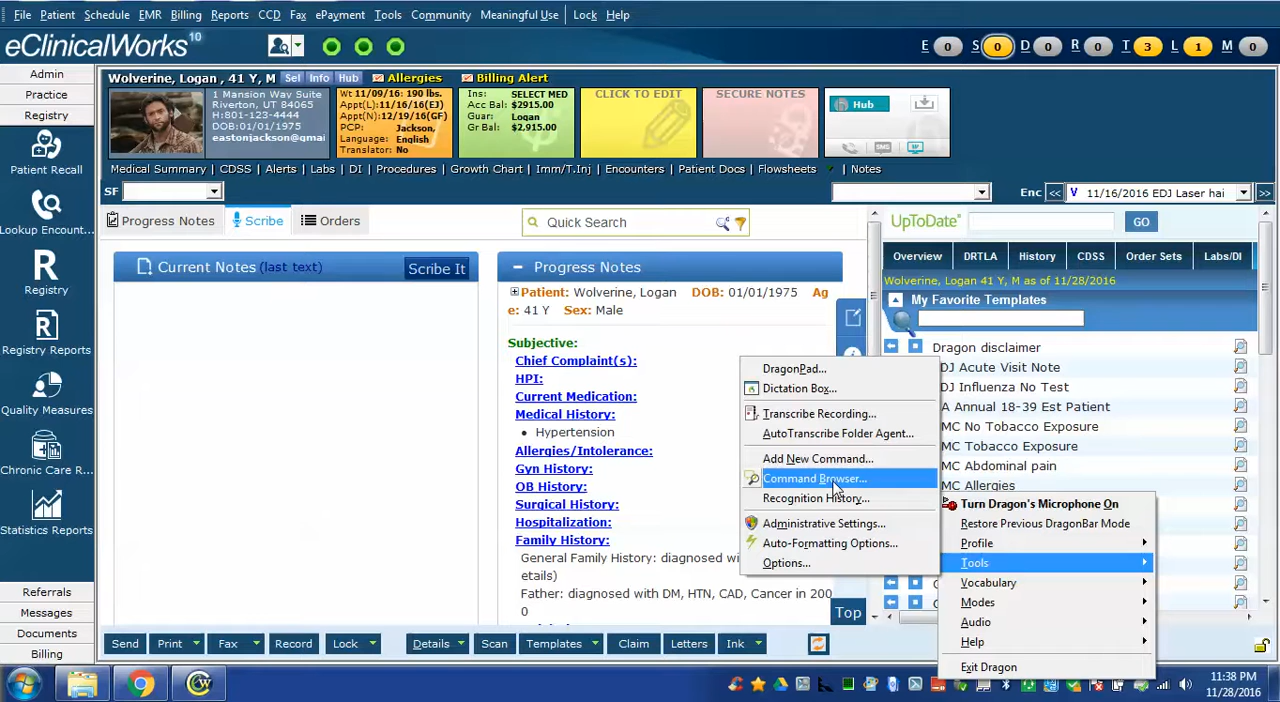 File Patient Schedule EMR Billing Reports CCD Fax ePayment Tools Community Meaningful Use Lock Help
eClinicalWorks 10
E 0 S 0 D 0 R 0 T 3 L 1 M 0
Admin
Practice
Registry
Patient Recall
Lookup Encount...
Registry
Registry Reports
Quality Measures
Chronic Care R...
Statistics Reports
Referrals
Messages
Documents
Billing
Wolverine, Logan , 41 Y, M Sel Info Hub Allergies Billing Alert
1 Mansion Way Suite
Riverton, UT 84065
H:801-123-4444
DOB:01/01/1975
eastonjackson@gmai
Wt 11/09/16: 190 lbs.
Appt(L):11/16/16(EJ)
Appt(N):12/19/16(GF)
PCP: Jackson,
Language: English
Translator: No
Ins: SELECT MED
Acc Bal: $2915.00
Guar: Logan
Gr Bal: $2,915.00
CLICK TO EDIT
SECURE NOTES
Hub
SMS
Medical Summary | CDSS | Alerts | Labs | DI | Procedures | Growth Chart | Imm/T.Inj | Encounters | Patient Docs | Flowsheets | Notes
SF
Enc << V 11/16/2016 EDJ Laser hai >>
Progress Notes Scribe Orders
Quick Search
Current Notes (last text) Scribe It
Progress Notes
Patient: Wolverine, Logan DOB: 01/01/1975 Ag
e: 41 Y Sex: Male
Subjective:
Chief Complaint(s):
HPI:
Current Medication:
Medical History:
• Hypertension
Allergies/Intolerance:
Gyn History:
OB History:
Surgical History:
Hospitalization:
Family History:
General Family History: diagnosed w
etails)
Father: diagnosed with DM, HTN, CAD, Cancer in 200
0
Top
UpToDate GO
Overview DRTLA History CDSS Order Sets Labs/DI
Wolverine, Logan 41 Y, M as of 11/28/2016
My Favorite Templates
Dragon disclaimer
DJ Acute Visit Note
DJ Influenza No Test
A Annual 18-39 Est Patient
MC No Tobacco Exposure
MC Tobacco Exposure
MC Abdominal pain
MC Allergies
DragonPad...
Dictation Box...
Transcribe Recording...
AutoTranscribe Folder Agent...
Add New Command...
Command Browser...
Recognition History...
Administrative Settings...
Auto-Formatting Options...
Options...
Turn Dragon's Microphone On
Restore Previous DragonBar Mode
Profile
Tools
Vocabulary
Modes
Audio
Help
Exit Dragon
Send Print Fax Record Lock Details Scan Templates Claim Letters Ink
11:38 PM
11/28/2016